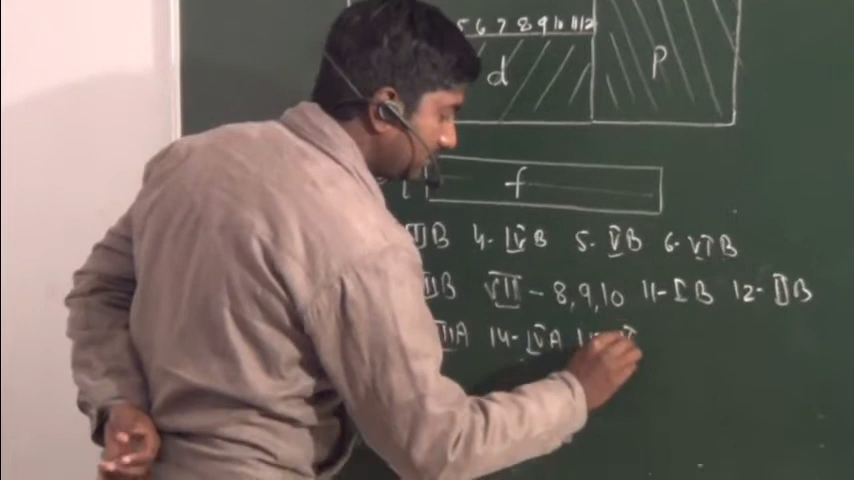 5 6 7 8 9 10 11 12
d
p
f
IIIB 4- IVB 5- VB 6- VIB
VIII - 8,9,10 11- IB 12- IIB
IIIA 14- IVA